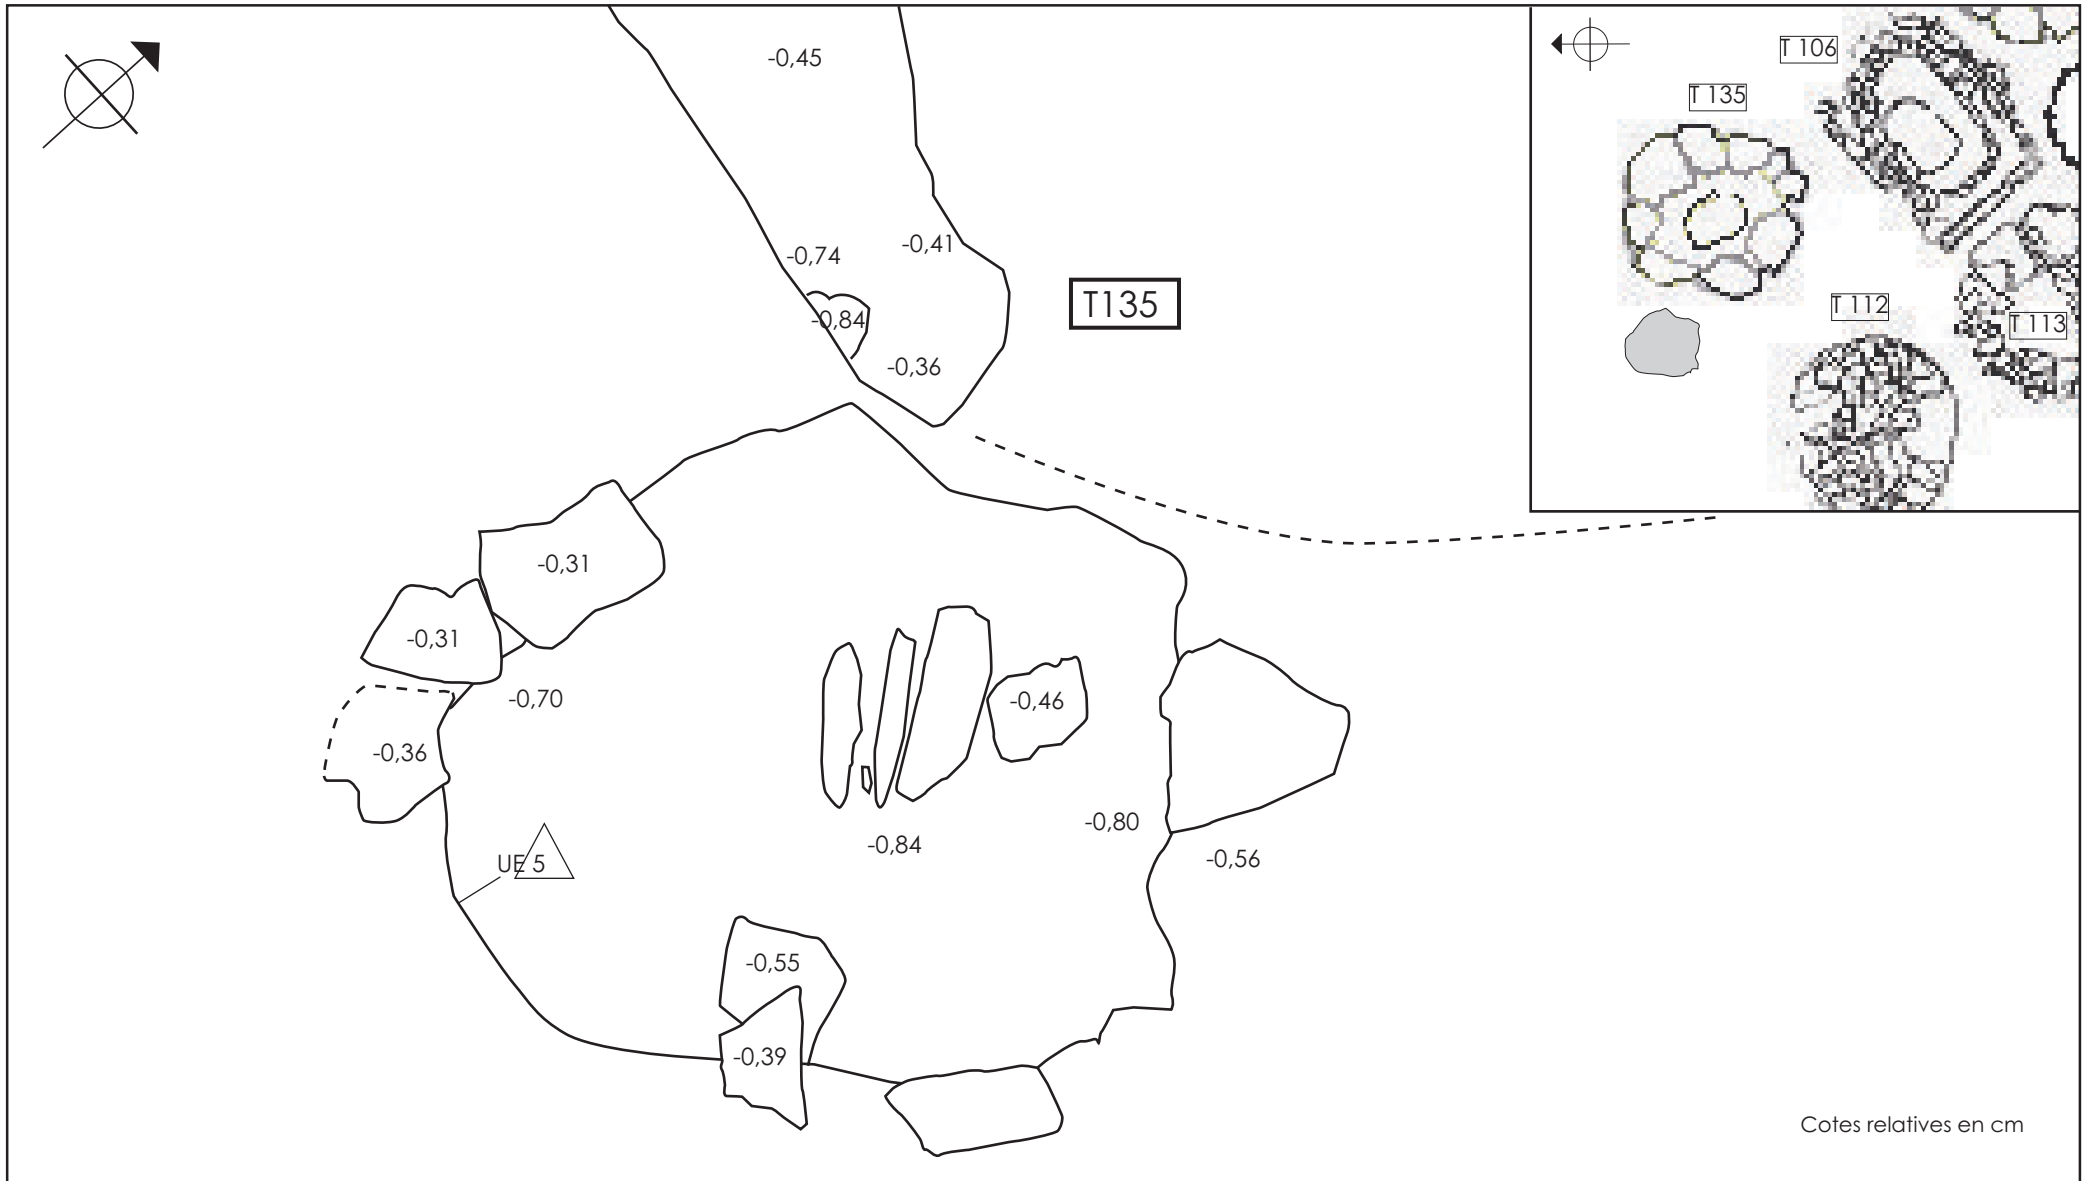 -0,45
T 106
T 135
-0,41
-0,74
T135
T 112
-0,84
T 113
-0,36
-0,31
-0,31
-0,70
-0,46
-0,36
-0,80
-0,84
-0,56
UE 5
-0,55
-0,39
Cotes relatives en cm